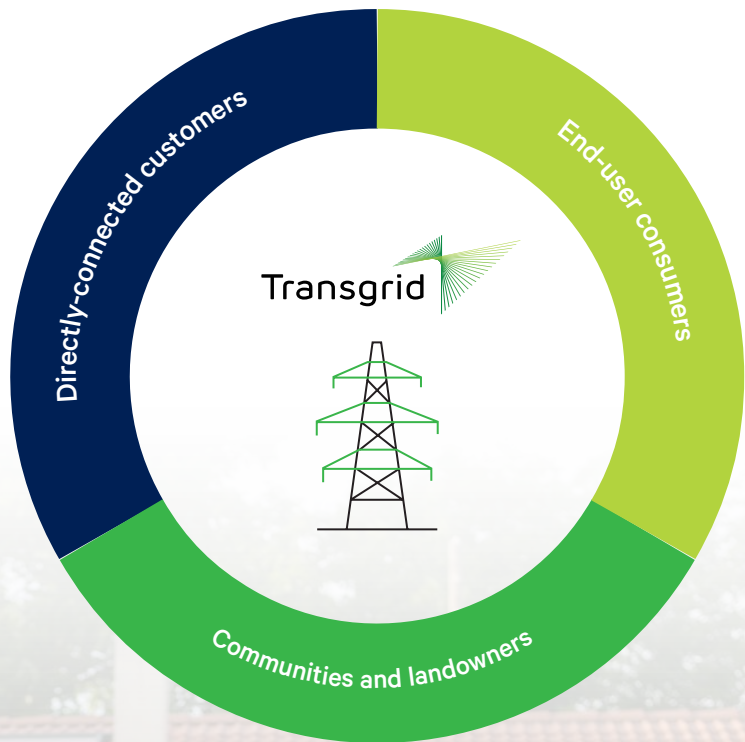 Directly-connected customers
End-user consumers
Transgrid
Communities and landowners